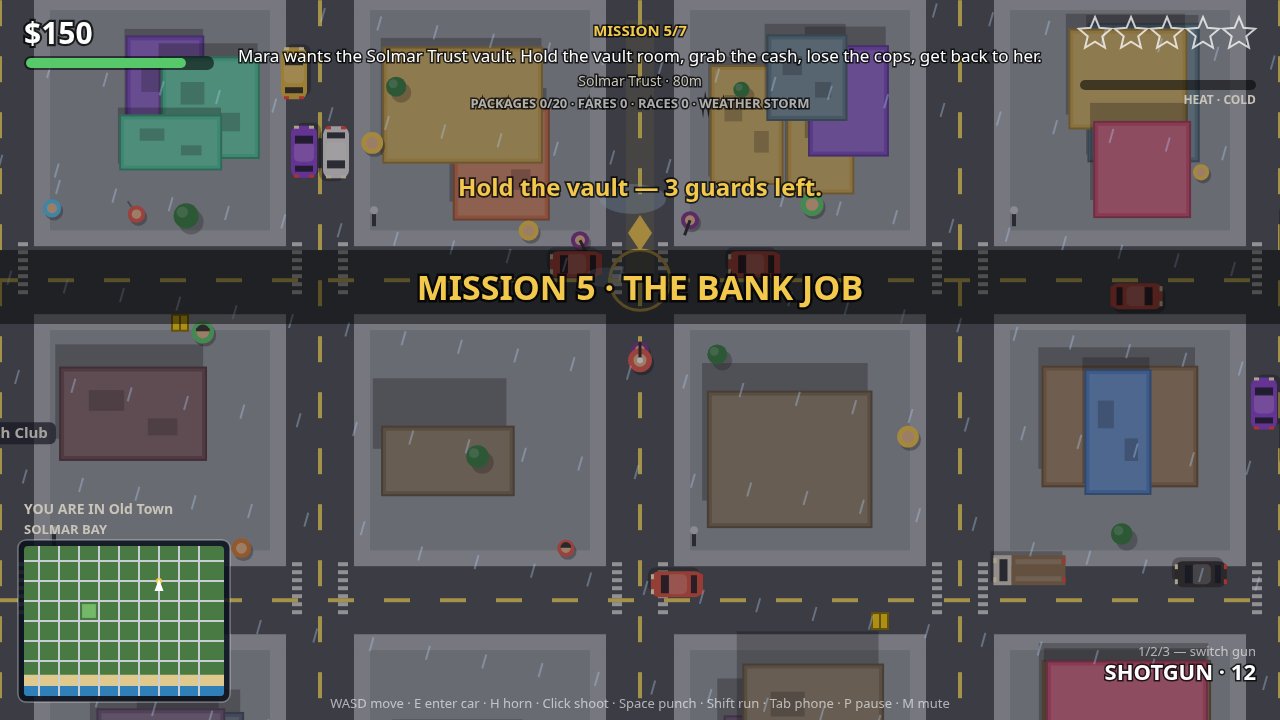 $150
MISSION 5/7
Mara wants the Solmar Trust vault. Hold the vault room, grab the cash, lose the cops, get back to her.
Solmar Trust · 80m
PACKAGES 0/20 · FARES 0 · RACES 0 · WEATHER STORM
HEAT · COLD
Hold the vault — 3 guards left.
MISSION 5 · THE BANK JOB
h Club
YOU ARE IN Old Town
SOLMAR BAY
1/2/3 — switch gun
SHOTGUN · 12
WASD move · E enter car · H horn · Click shoot · Space punch · Shift run · Tab phone · P pause · M mute